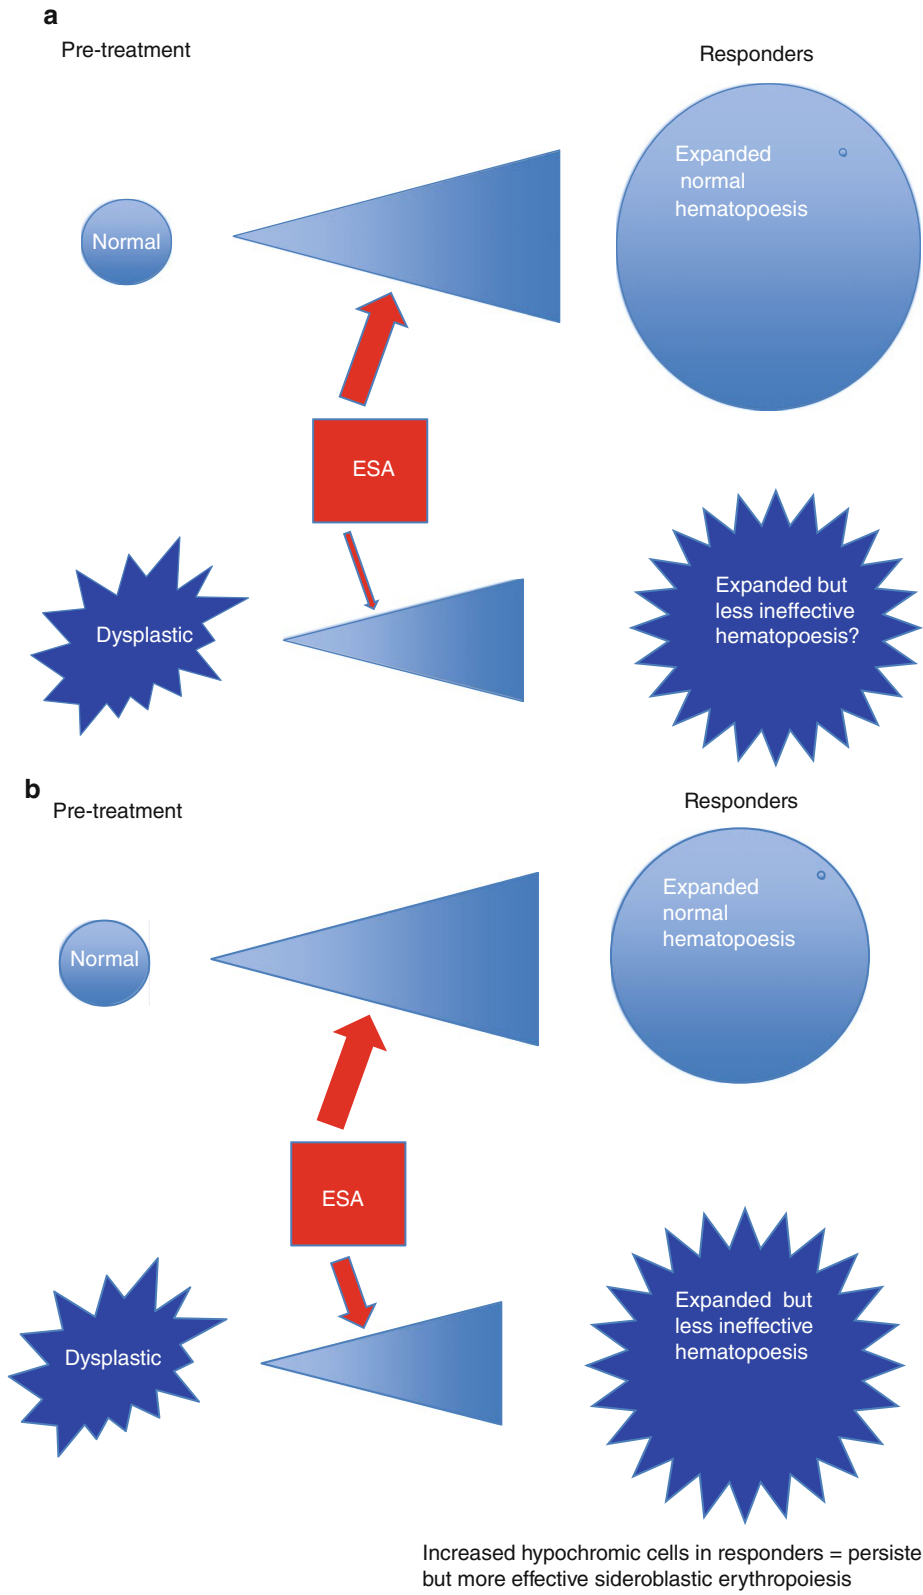 a
Pre-treatment
Responders
Expanded
normal
hematopoesis
Normal
ESA
Expanded but
less ineffective
hematopoesis?
Dysplastic
b
Pre-treatment
Responders
Expanded
normal
hematopoesis
Normal
ESA
Expanded but
less ineffective
hematopoesis
Dysplastic
Increased hypochromic cells in responders = persiste
but more effective sideroblastic erythropoiesis